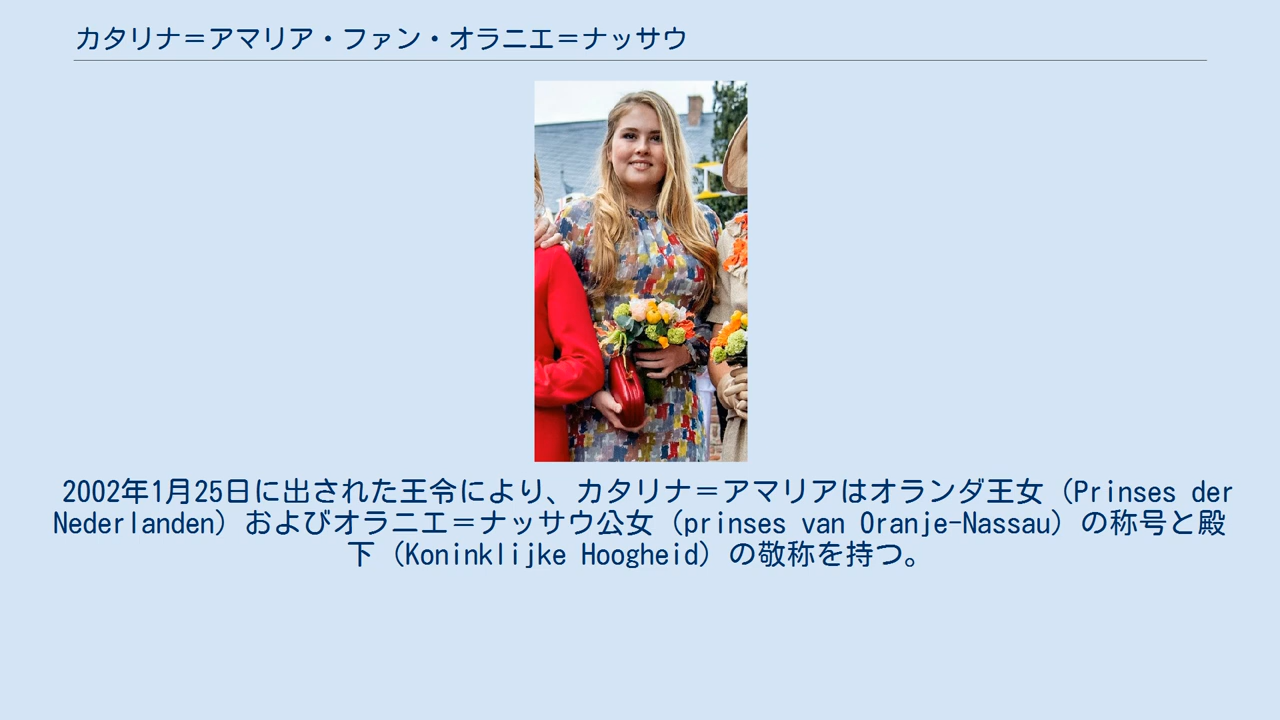 カタリナ＝アマリア・ファン・オラニエ＝ナッサウ
2002年1月25日に出された王令により、カタリナ＝アマリアはオランダ王女（Prinses der
Nederlanden）およびオラニエ＝ナッサウ公女（prinses van Oranje-Nassau）の称号と殿
下（Koninklijke Hoogheid）の敬称を持つ。